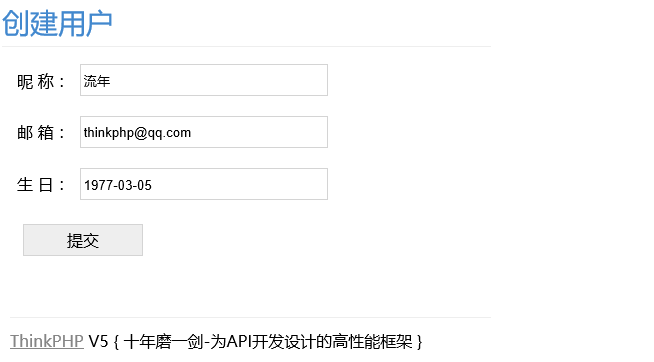 创建用户
昵 称： 流年
邮 箱： thinkphp@qq.com
生 日： 1977-03-05
提交
ThinkPHP V5 { 十年磨一剑-为API开发设计的高性能框架 }